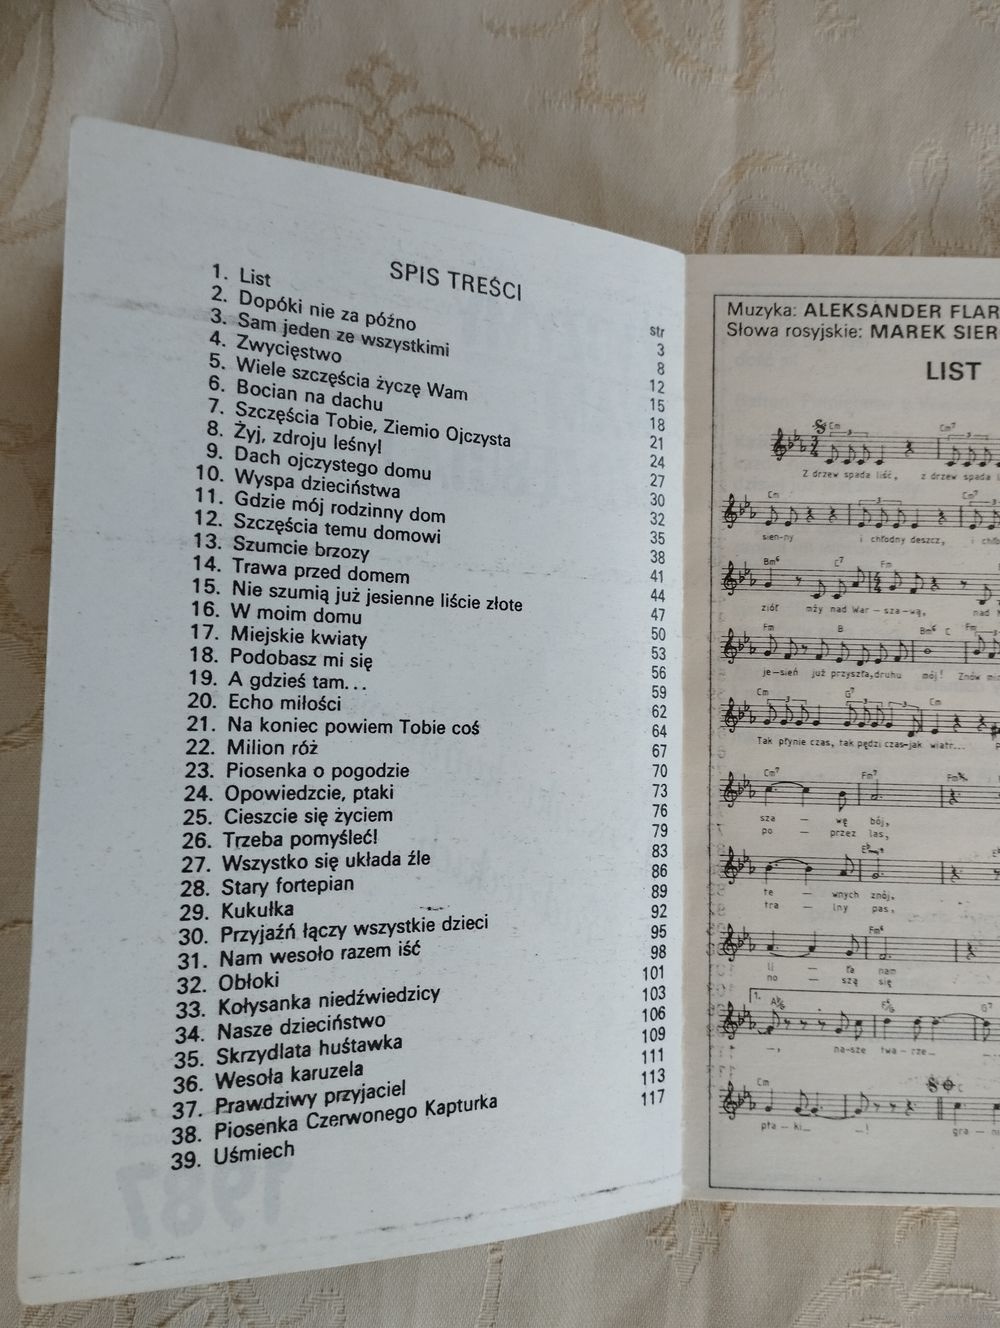 SPIS TREŚCI
str
1. List 3
2. Dopóki nie za późno 8
3. Sam jeden ze wszystkimi 12
4. Zwycięstwo 15
5. Wiele szczęścia życzę Wam 18
6. Bocian na dachu 21
7. Szczęścia Tobie, Ziemio Ojczysta 24
8. Żyj, zdroju leśny! 27
9. Dach ojczystego domu 30
10. Wyspa dzieciństwa 32
11. Gdzie mój rodzinny dom 35
12. Szczęścia temu domowi 38
13. Szumcie brzozy 41
14. Trawa przed domem 44
15. Nie szumią już jesienne liście złote 47
16. W moim domu 50
17. Miejskie kwiaty 53
18. Podobasz mi się 56
19. A gdzieś tam... 59
20. Echo miłości 62
21. Na koniec powiem Tobie coś 64
22. Milion róż 67
23. Piosenka o pogodzie 70
24. Opowiedzcie, ptaki 73
25. Cieszcie się życiem 76
26. Trzeba pomyśleć! 79
27. Wszystko się układa źle 83
28. Stary fortepian 86
29. Kukułka 89
30. Przyjaźń łączy wszystkie dzieci 92
31. Nam wesoło razem iść 95
32. Obłoki 98
33. Kołysanka niedźwiedzicy 101
34. Nasze dzieciństwo 103
35. Skrzydlata huśtawka 106
36. Wesoła karuzela 109
37. Prawdziwy przyjaciel 111
38. Piosenka Czerwonego Kapturka 113
39. Uśmiech 117
Muzyka: ALEKSANDER FLAR
Słowa rosyjskie: MAREK SIER
LIST
Z drzew spada liść, z drzew spada
sien-ny i chłodny deszcz,
ziół mży nad War-sza-wą, nad
je-sień już przyszła, druhu mój! Znów
Tak płynie czas, tak pędzi czas-jak wiatr...
sza - wę bój,
po - przez las,
te - wnych znój,
tra - lny pas,
li - fa nam
no - szą się
na-sze twa-rze
pta-ki_ _! gra-